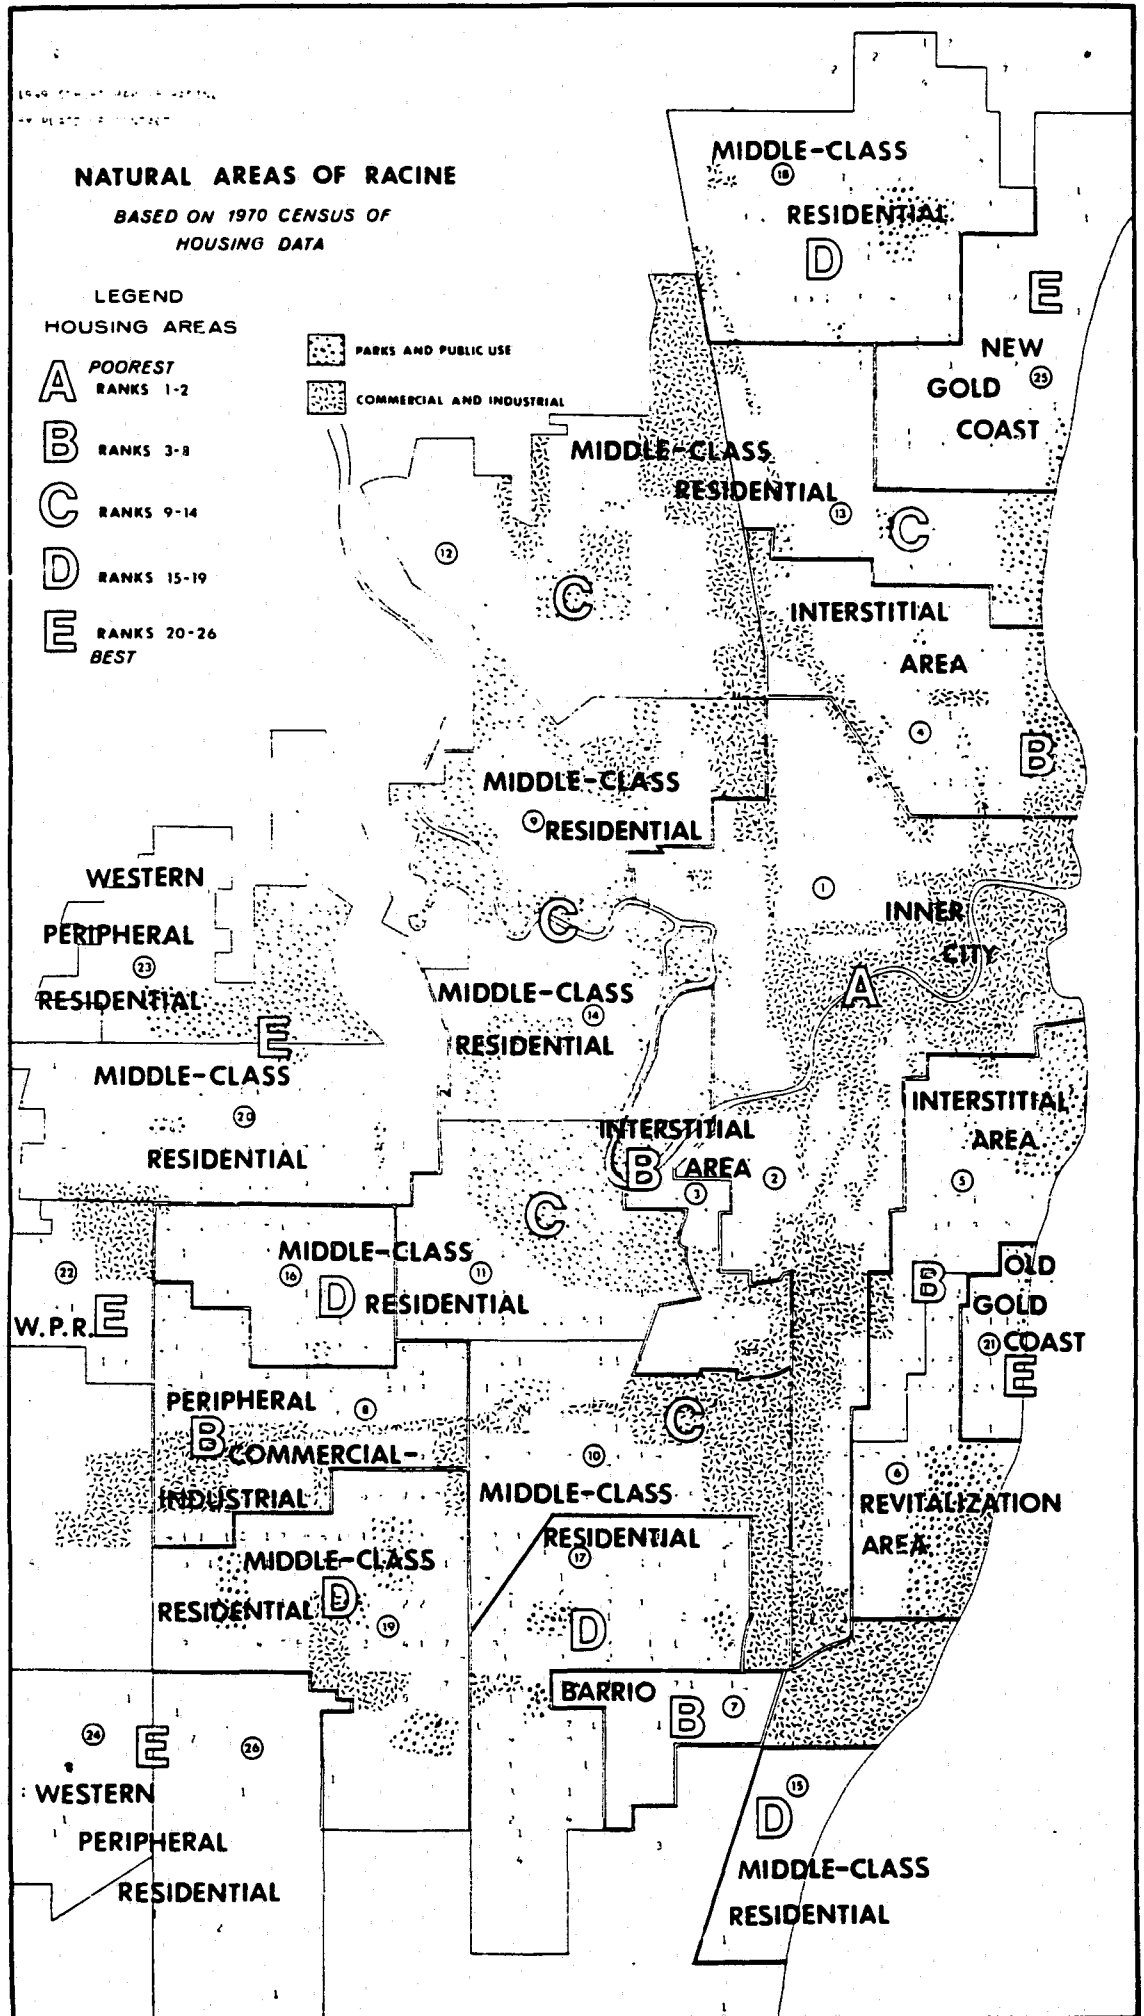 NATURAL AREAS OF RACINE
BASED ON 1970 CENSUS OF
HOUSING DATA
LEGEND
HOUSING AREAS
A POOREST
RANKS 1-2
B RANKS 3-8
C RANKS 9-14
D RANKS 15-19
E RANKS 20-26
BEST
PARKS AND PUBLIC USE
COMMERCIAL AND INDUSTRIAL
MIDDLE-CLASS
18
RESIDENTIAL
D
E
NEW
GOLD 25
COAST
MIDDLE-CLASS
RESIDENTIAL
13
C
12
C
INTERSTITIAL
AREA
4
B
MIDDLE-CLASS
9 RESIDENTIAL
C
WESTERN
PERIPHERAL
23
RESIDENTIAL
E
1
INNER
CITY
A
MIDDLE-CLASS
14
RESIDENTIAL
MIDDLE-CLASS
20
RESIDENTIAL
INTERSTITIAL
AREA
B
3
2
INTERSTITIAL
AREA
5
B
C
22
W.P.R. E
MIDDLE-CLASS
16
11
D RESIDENTIAL
OLD
GOLD
21 COAST
E
PERIPHERAL
8
B COMMERCIAL-
INDUSTRIAL
C
10
MIDDLE-CLASS
RESIDENTIAL
17
D
6
REVITALIZATION
AREA
MIDDLE-CLASS
RESIDENTIAL D
19
BARRIO
B 7
24
E
26
WESTERN
PERIPHERAL
RESIDENTIAL
15
D
MIDDLE-CLASS
RESIDENTIAL